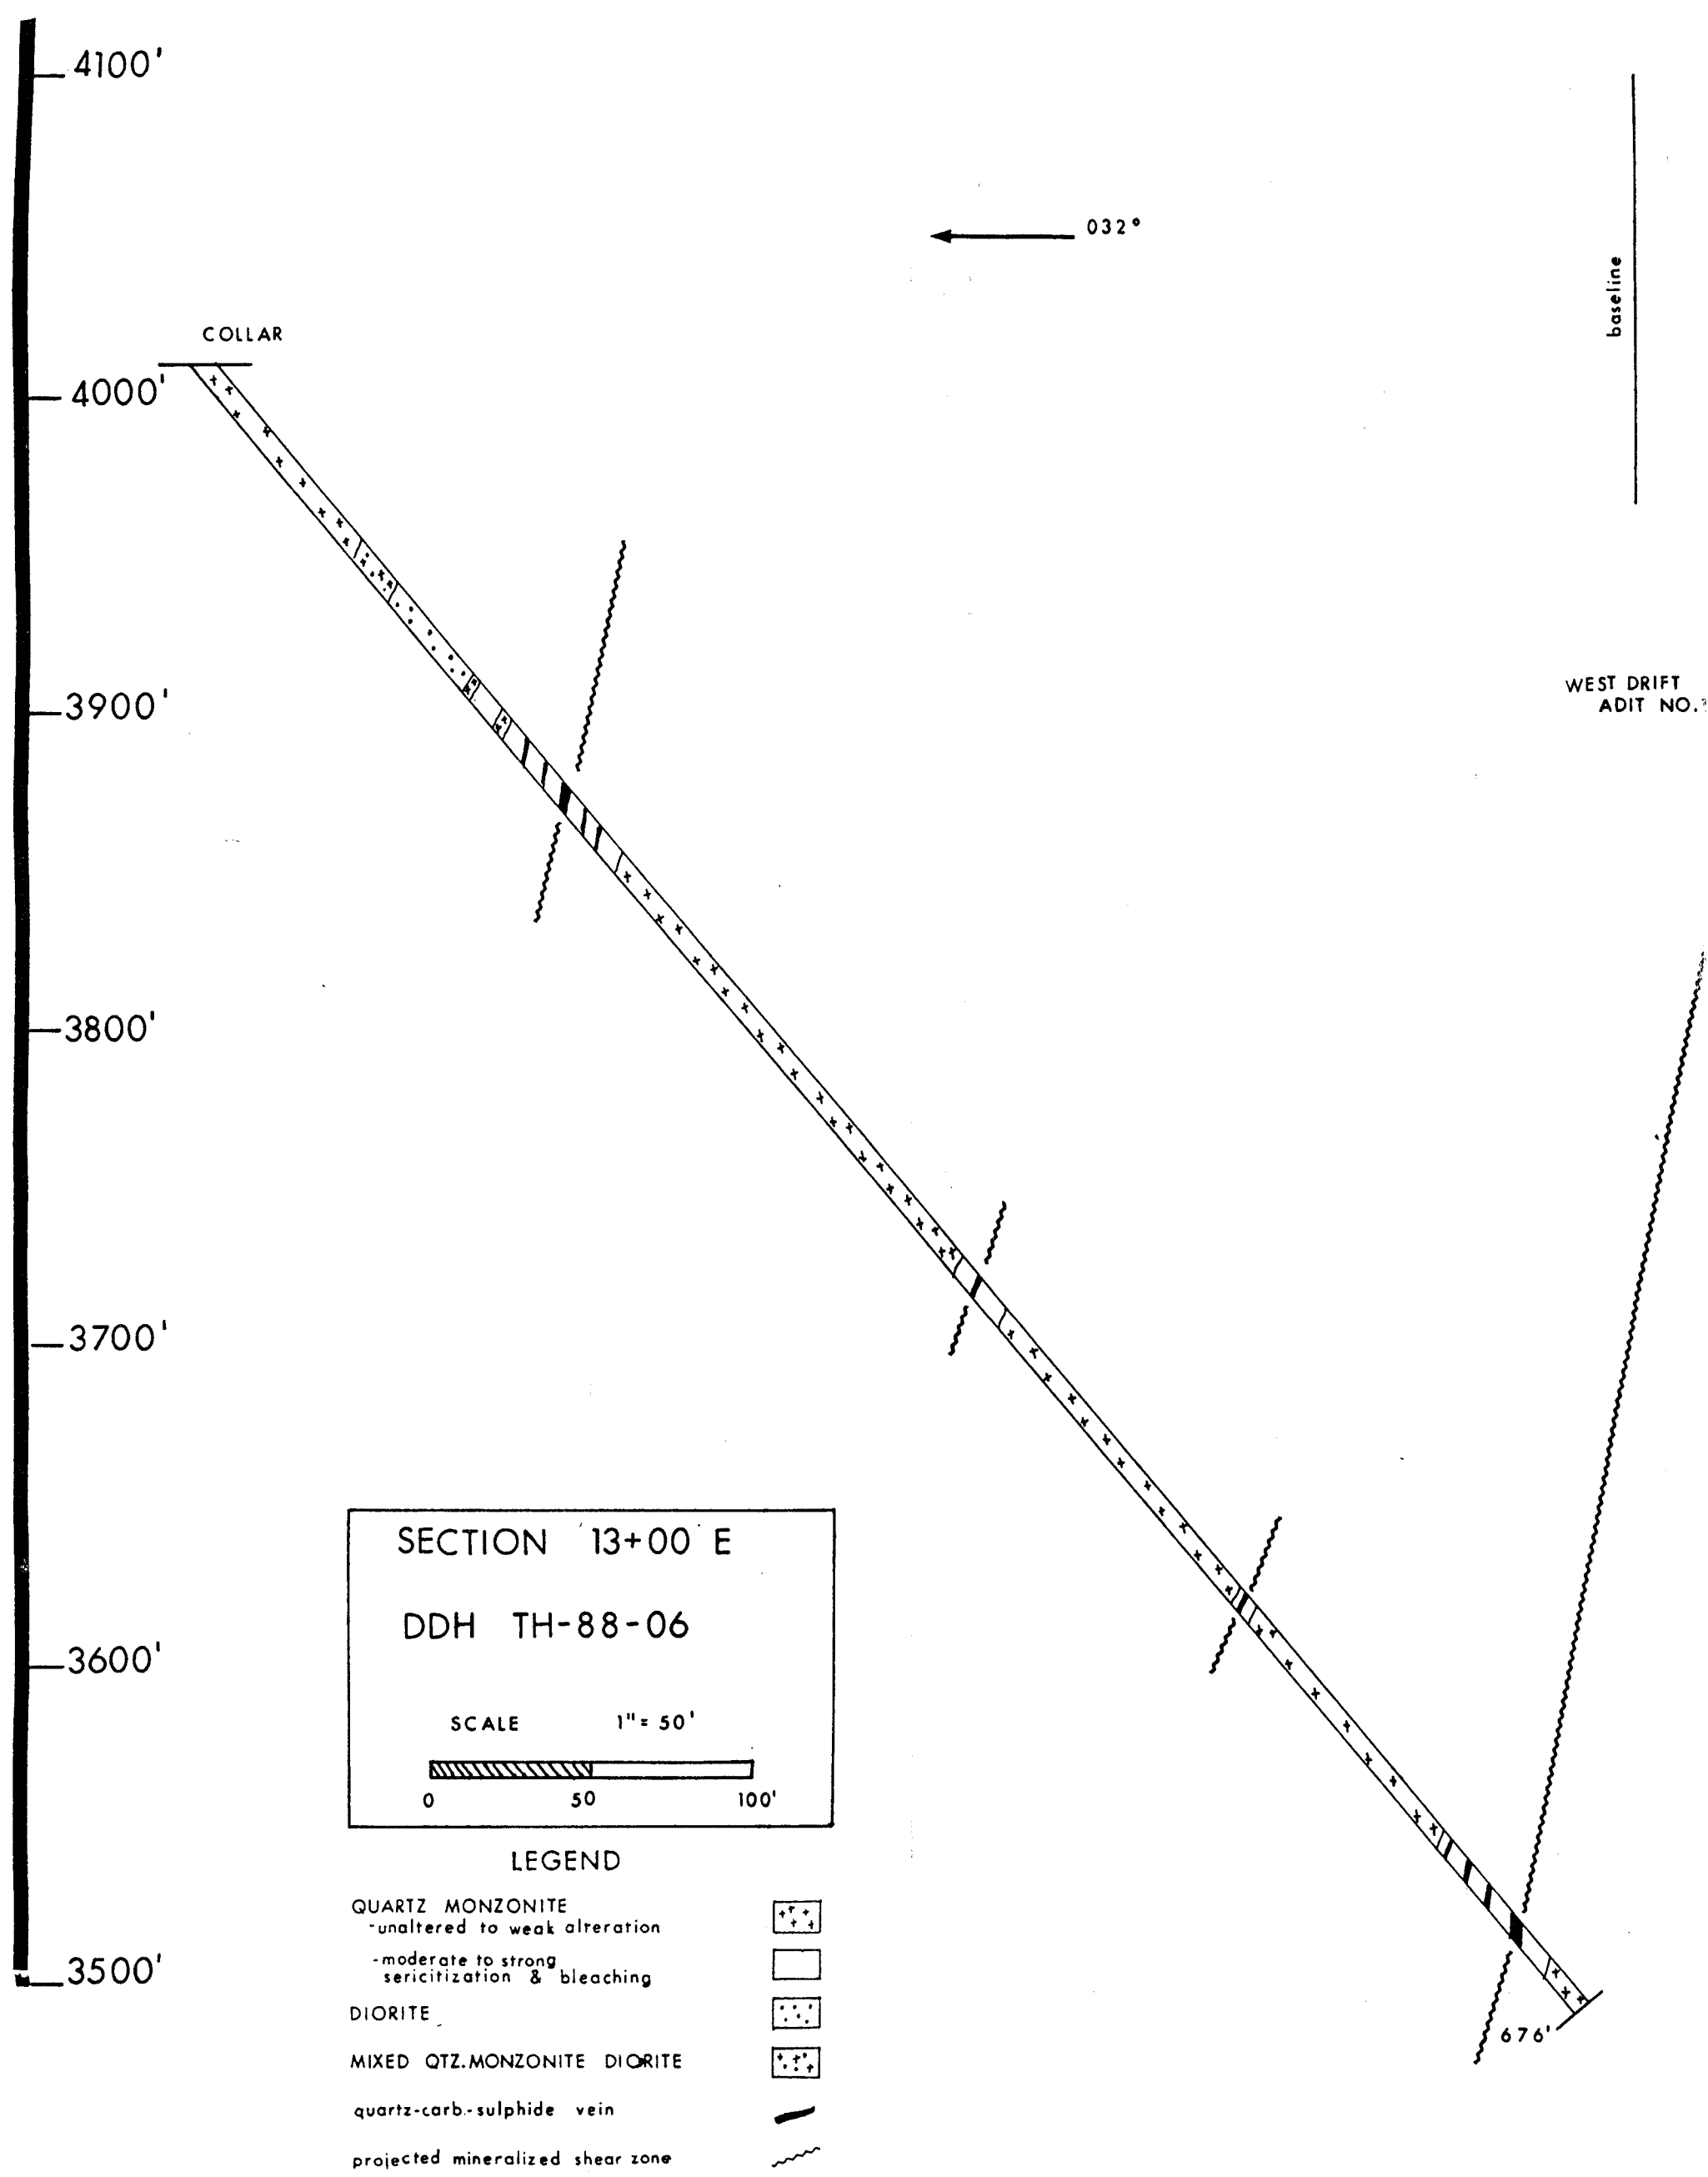 4100'
032°
baseline
COLLAR
4000'
3900'
WEST DRIFT
ADIT NO.
3800'
3700'
3600'
3500'
676'
SECTION 13+00 E
DDH TH-88-06
SCALE 1"= 50'
0 50 100'
LEGEND
QUARTZ MONZONITE
-unaltered to weak alteration
-moderate to strong
sericitization & bleaching
DIORITE
MIXED QTZ. MONZONITE DIORITE
quartz-carb.-sulphide vein
projected mineralized shear zone